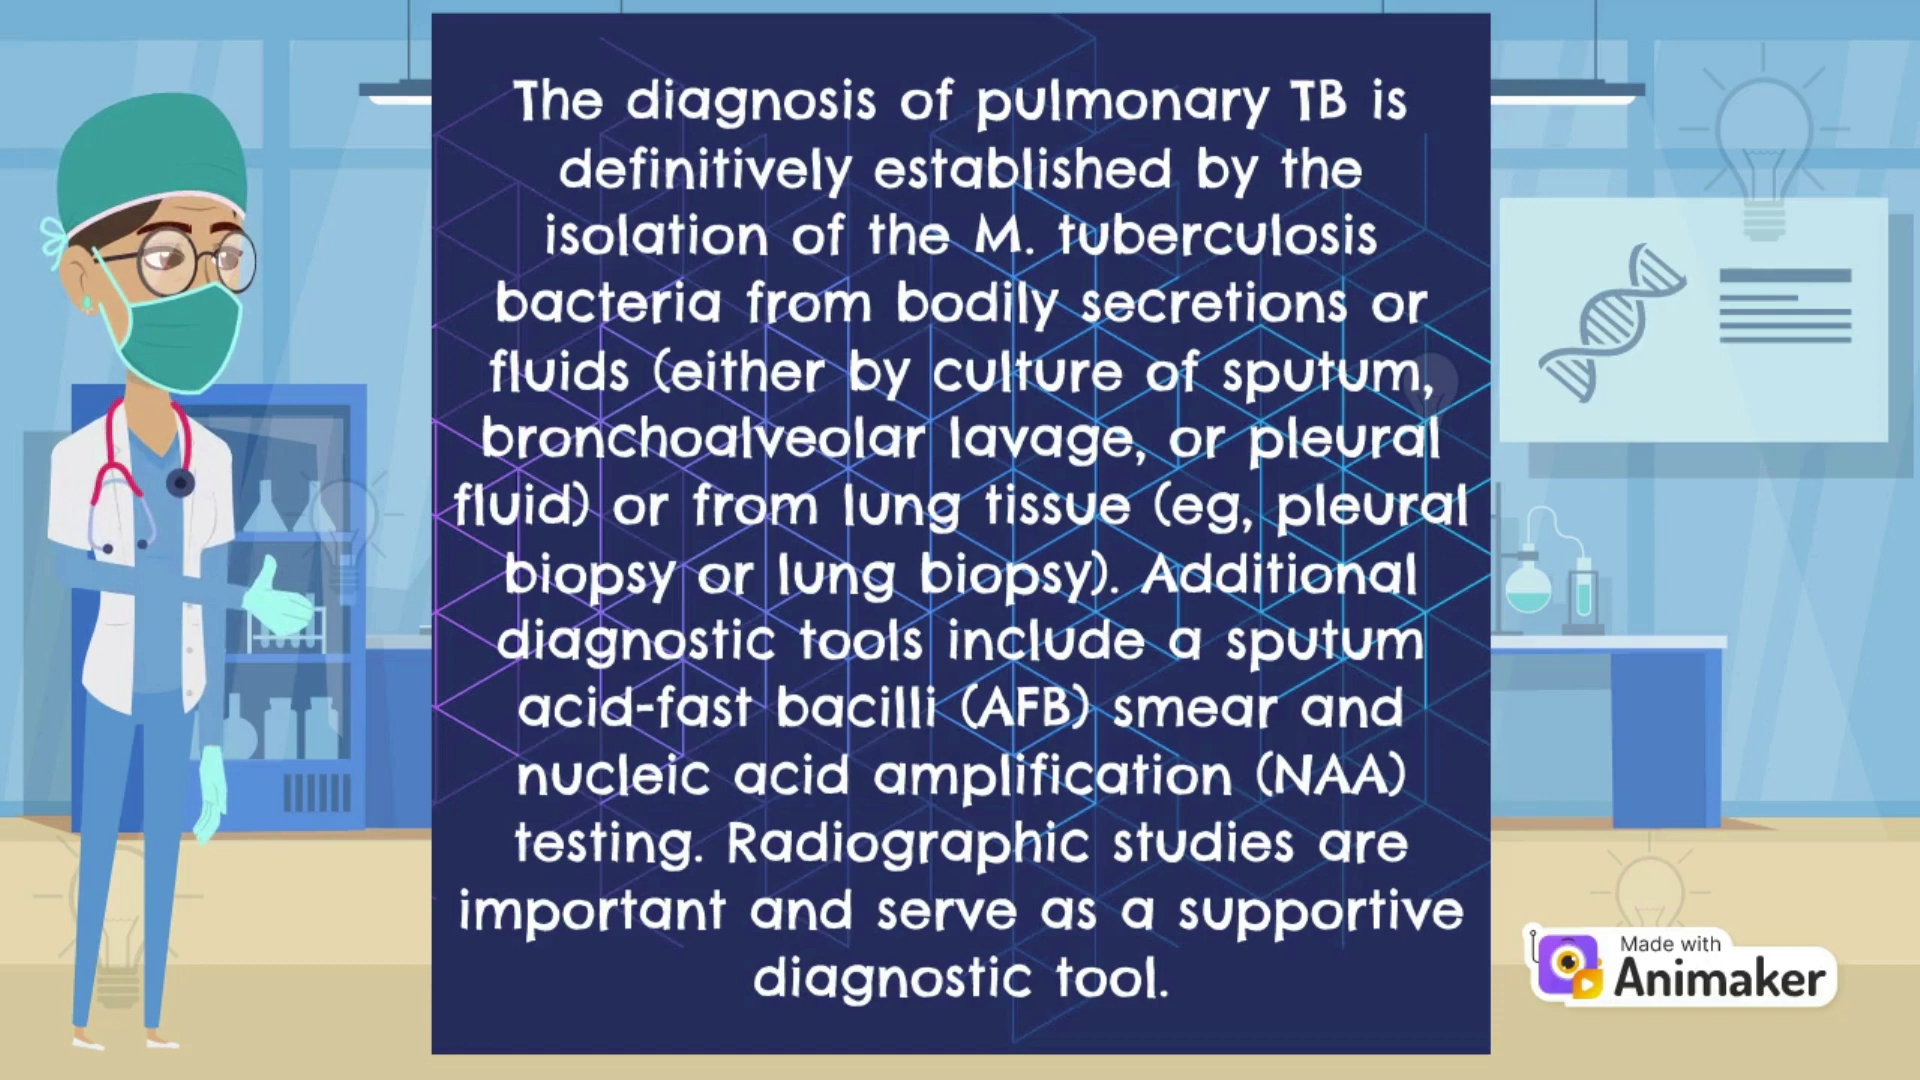 The diagnosis of pulmonary TB is
definitively established by the
isolation of the M. tuberculosis
bacteria from bodily secretions or
fluids (either by culture of sputum,
bronchoalveolar lavage, or pleural
fluid) or from lung tissue (eg, pleural
biopsy or lung biopsy). Additional
diagnostic tools include a sputum
acid-fast bacilli (AFB) smear and
nucleic acid amplification (NAA)
testing. Radiographic studies are
important and serve as a supportive
diagnostic tool.
Made with
Animaker